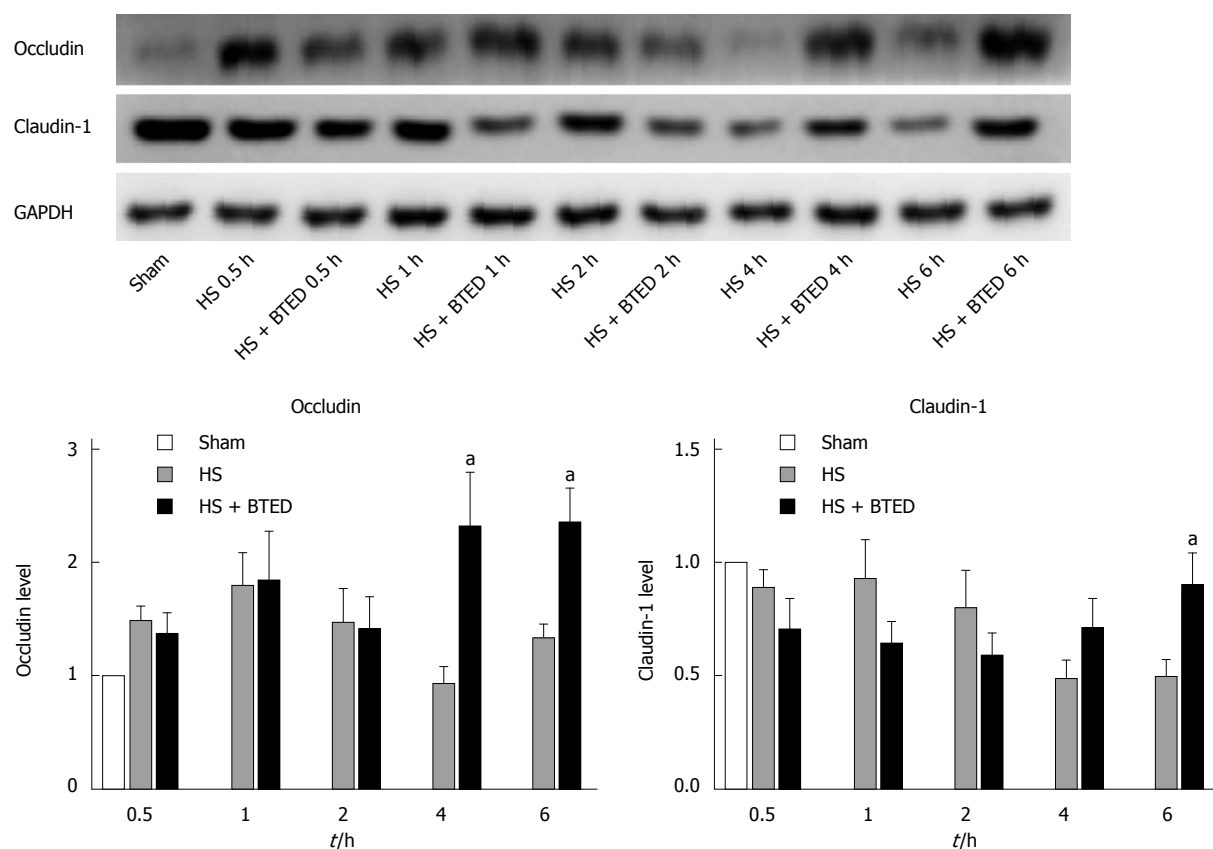 Occludin
Claudin-1
GAPDH
Sham
HS 0.5 h
HS + BTED 0.5 h
HS 1 h
HS + BTED 1 h
HS 2 h
HS + BTED 2 h
HS 4 h
HS + BTED 4 h
HS 6 h
HS + BTED 6 h
Occludin
3
2
1
0
Occludin level
Sham
HS
HS + BTED
a
a
0.5
1
2
4
6
t/h
Claudin-1
1.5
1.0
0.5
0.0
Claudin-1 level
Sham
HS
HS + BTED
a
0.5
1
2
4
6
t/h